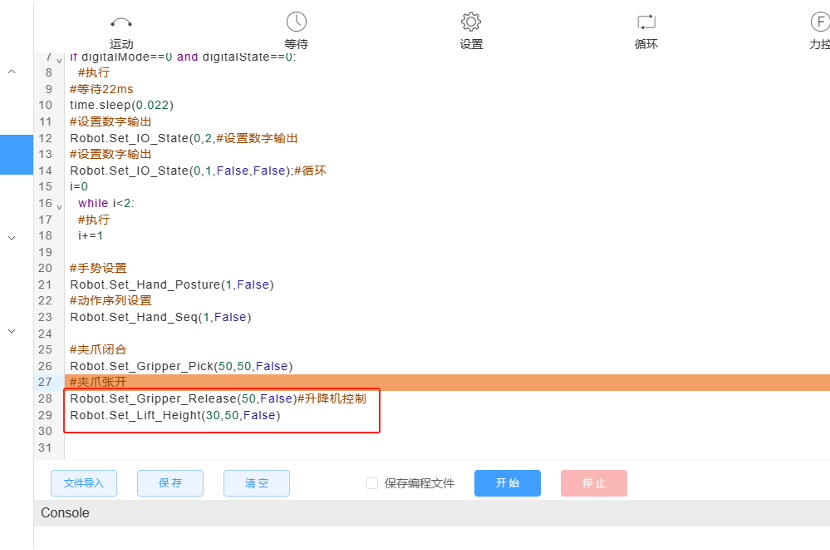 运动 等待 设置 循环 力控
7 if digitalMode==0 and digitalState==0:
8 #执行
9 #等待22ms
10 time.sleep(0.022)
11 #设置数字输出
12 Robot.Set_IO_State(0,2,#设置数字输出
13 #设置数字输出
14 Robot.Set_IO_State(0,1,False,False);#循环
15 i=0
16 while i<2:
17 #执行
18 i+=1
19
20 #手势设置
21 Robot.Set_Hand_Posture(1,False)
22 #动作序列设置
23 Robot.Set_Hand_Seq(1,False)
24
25 #夹爪闭合
26 Robot.Set_Gripper_Pick(50,50,False)
27 #夹爪张开
28 Robot.Set_Gripper_Release(50,False)#升降机控制
29 Robot.Set_Lift_Height(30,50,False)
30
31
文件导入 保存 清空 保存编程文件 开始 停止
Console